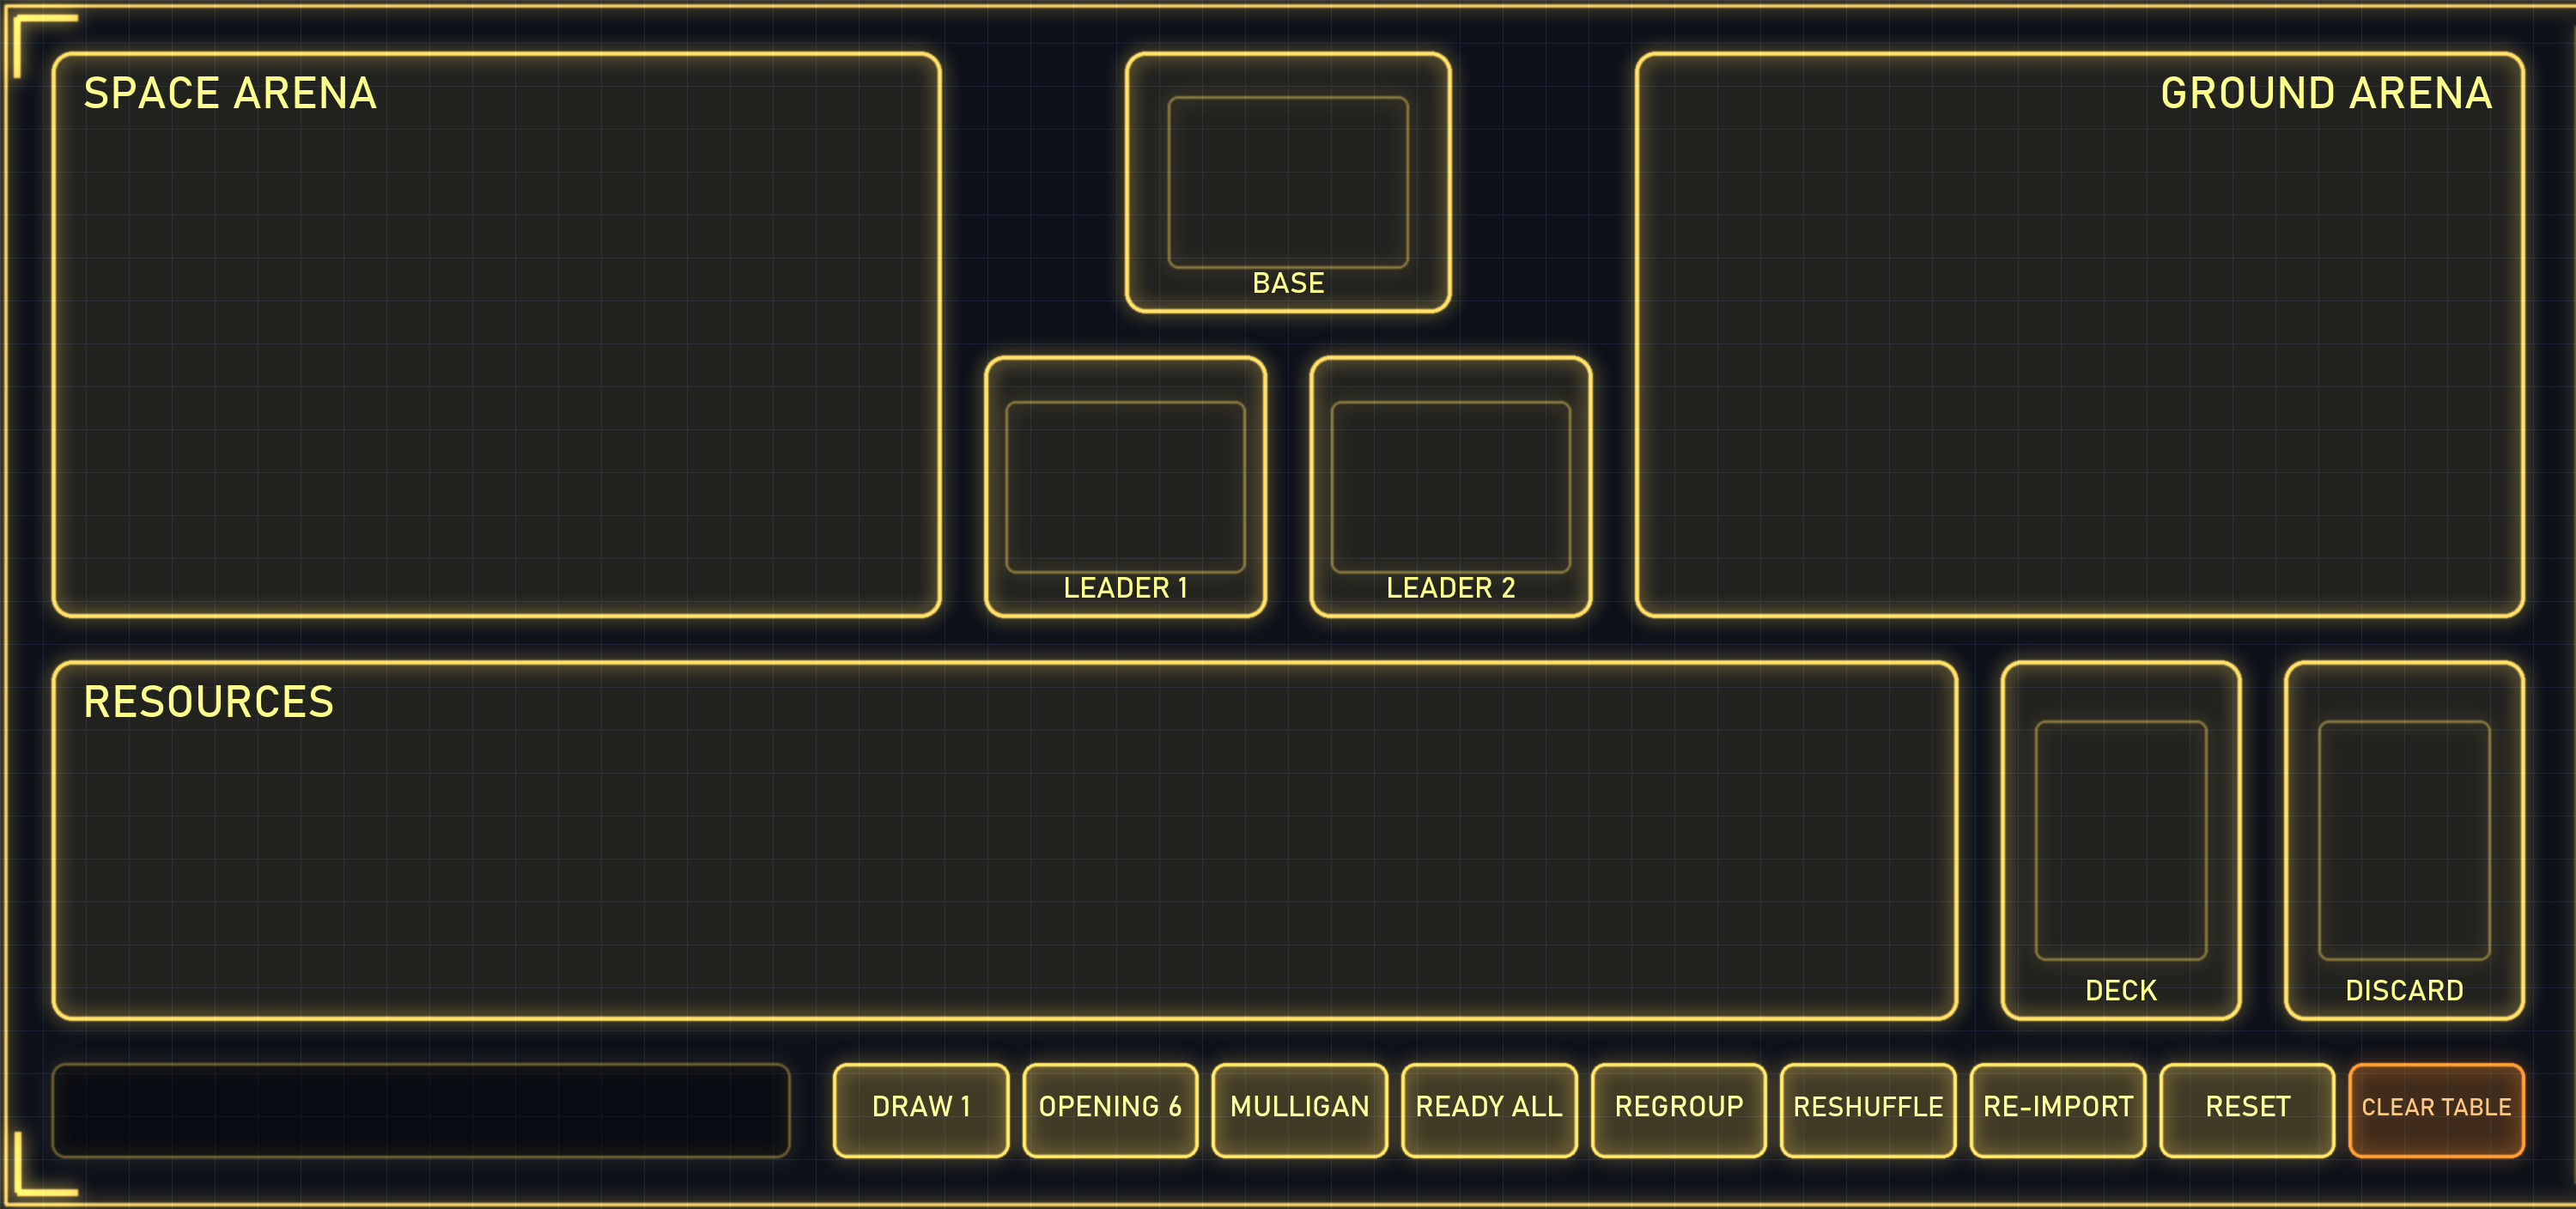 SPACE ARENA
GROUND ARENA
BASE
LEADER 1
LEADER 2
RESOURCES
DECK
DISCARD
DRAW 1
OPENING 6
MULLIGAN
READY ALL
REGROUP
RESHUFFLE
RE-IMPORT
RESET
CLEAR TABLE